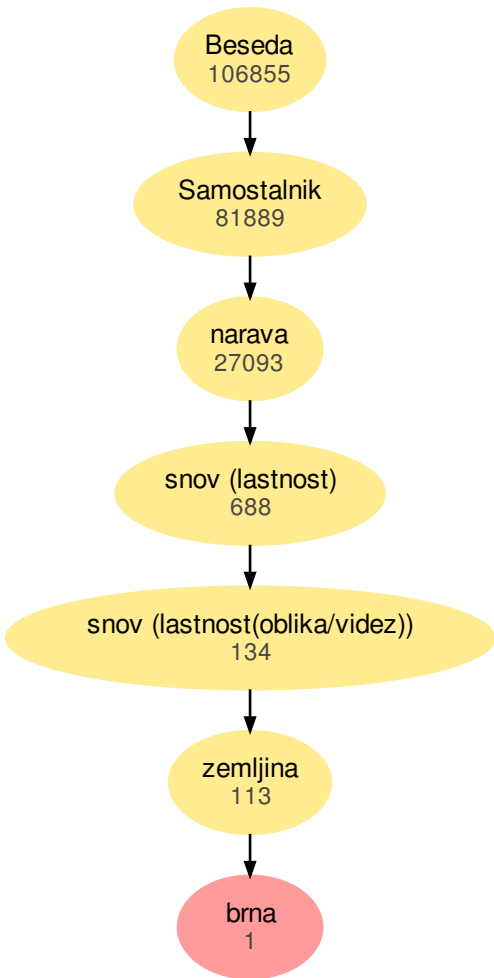 Beseda
106855
Samostalnik
81889
narava
27093
snov (lastnost)
688
snov (lastnost(oblika/videz))
134
zemljina
113
brna
1